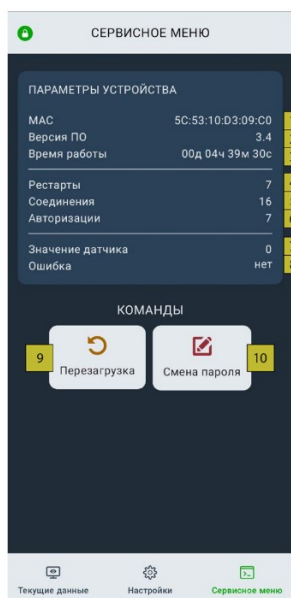 СЕРВИСНОЕ МЕНЮ
ПАРАМЕТРЫ УСТРОЙСТВА
MAC 5C:53:10:D3:09:C0
Версия ПО 3.4
Время работы 00д 04ч 39м 30с
Рестарты 7
Соединения 16
Авторизации 7
Значение датчика 0
Ошибка нет
КОМАНДЫ
9 Перезагрузка Смена пароля 10
Текущие данные Настройки Сервисное меню